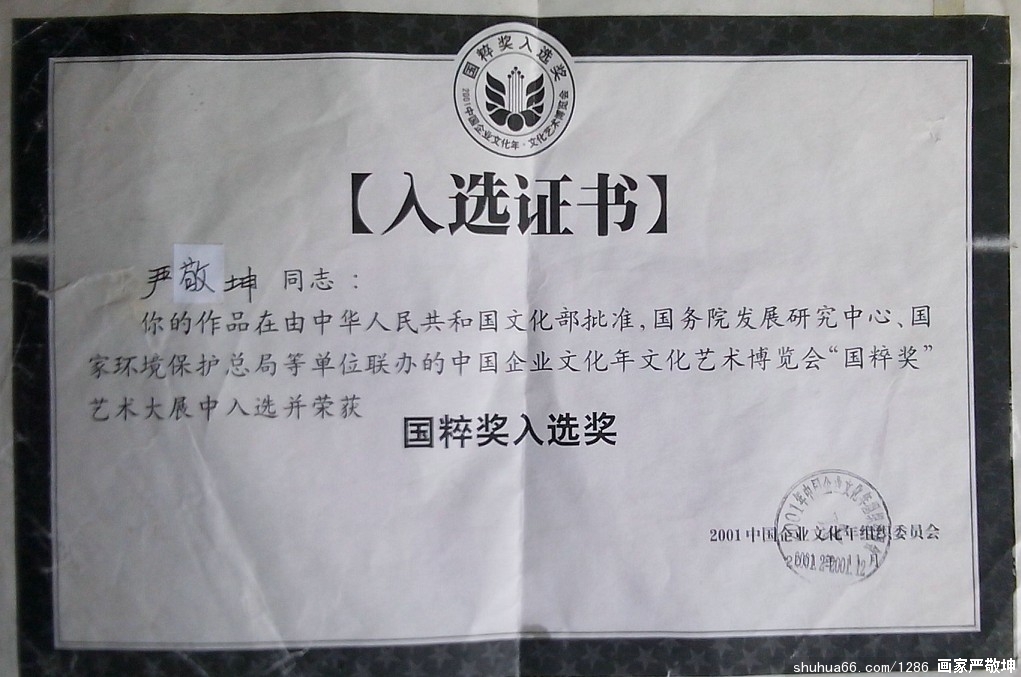 国粹奖入选奖
2001中国企业文化年·文化艺术博览会
【入选证书】
严敬坤 同志：
你的作品在由中华人民共和国文化部批准，国务院发展研究中心、国
家环境保护总局等单位联办的中国企业文化年文化艺术博览会“国粹奖”
艺术大展中入选并荣获
国粹奖入选奖
2001中国企业文化年组织委员会
shuhua66.com/1286 画家严敬坤